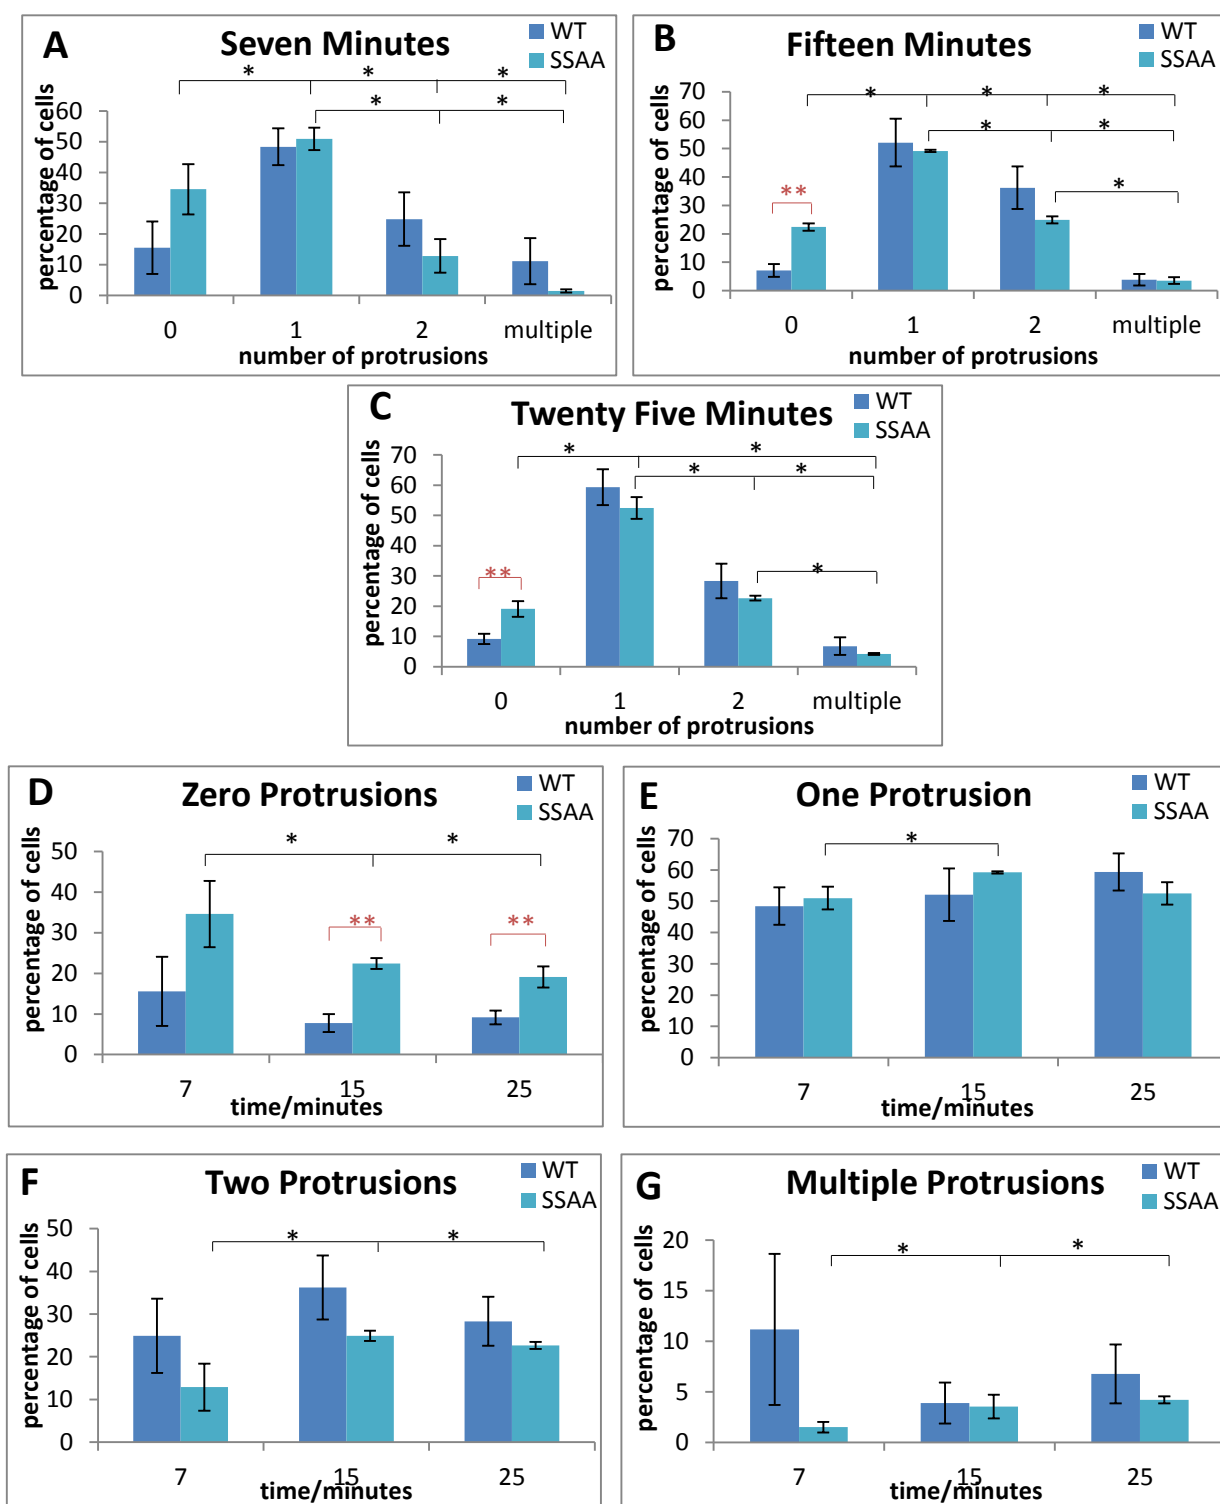 A
Seven Minutes
WT
SSAA
* * *
* *
percentage of cells
60
50
40
30
20
10
0
0 1 2 multiple
number of protrusions
B
Fifteen Minutes
WT
SSAA
* * *
* *
*
**
percentage of cells
70
60
50
40
30
20
10
0
0 1 2 multiple
number of protrusions
C
Twenty Five Minutes
WT
SSAA
* *
* *
*
**
percentage of cells
70
60
50
40
30
20
10
0
0 1 2 multiple
number of protrusions
D
Zero Protrusions
WT
SSAA
* *
** **
percentage of cells
50
40
30
20
10
0
7 15 25
time/minutes
E
One Protrusion
WT
SSAA
*
percentage of cells
70
60
50
40
30
20
10
0
7 15 25
time/minutes
F
Two Protrusions
WT
SSAA
* *
percentage of cells
50
40
30
20
10
0
7 15 25
time/minutes
G
Multiple Protrusions
WT
SSAA
* *
percentage of cells
20
15
10
5
0
7 15 25
time/minutes